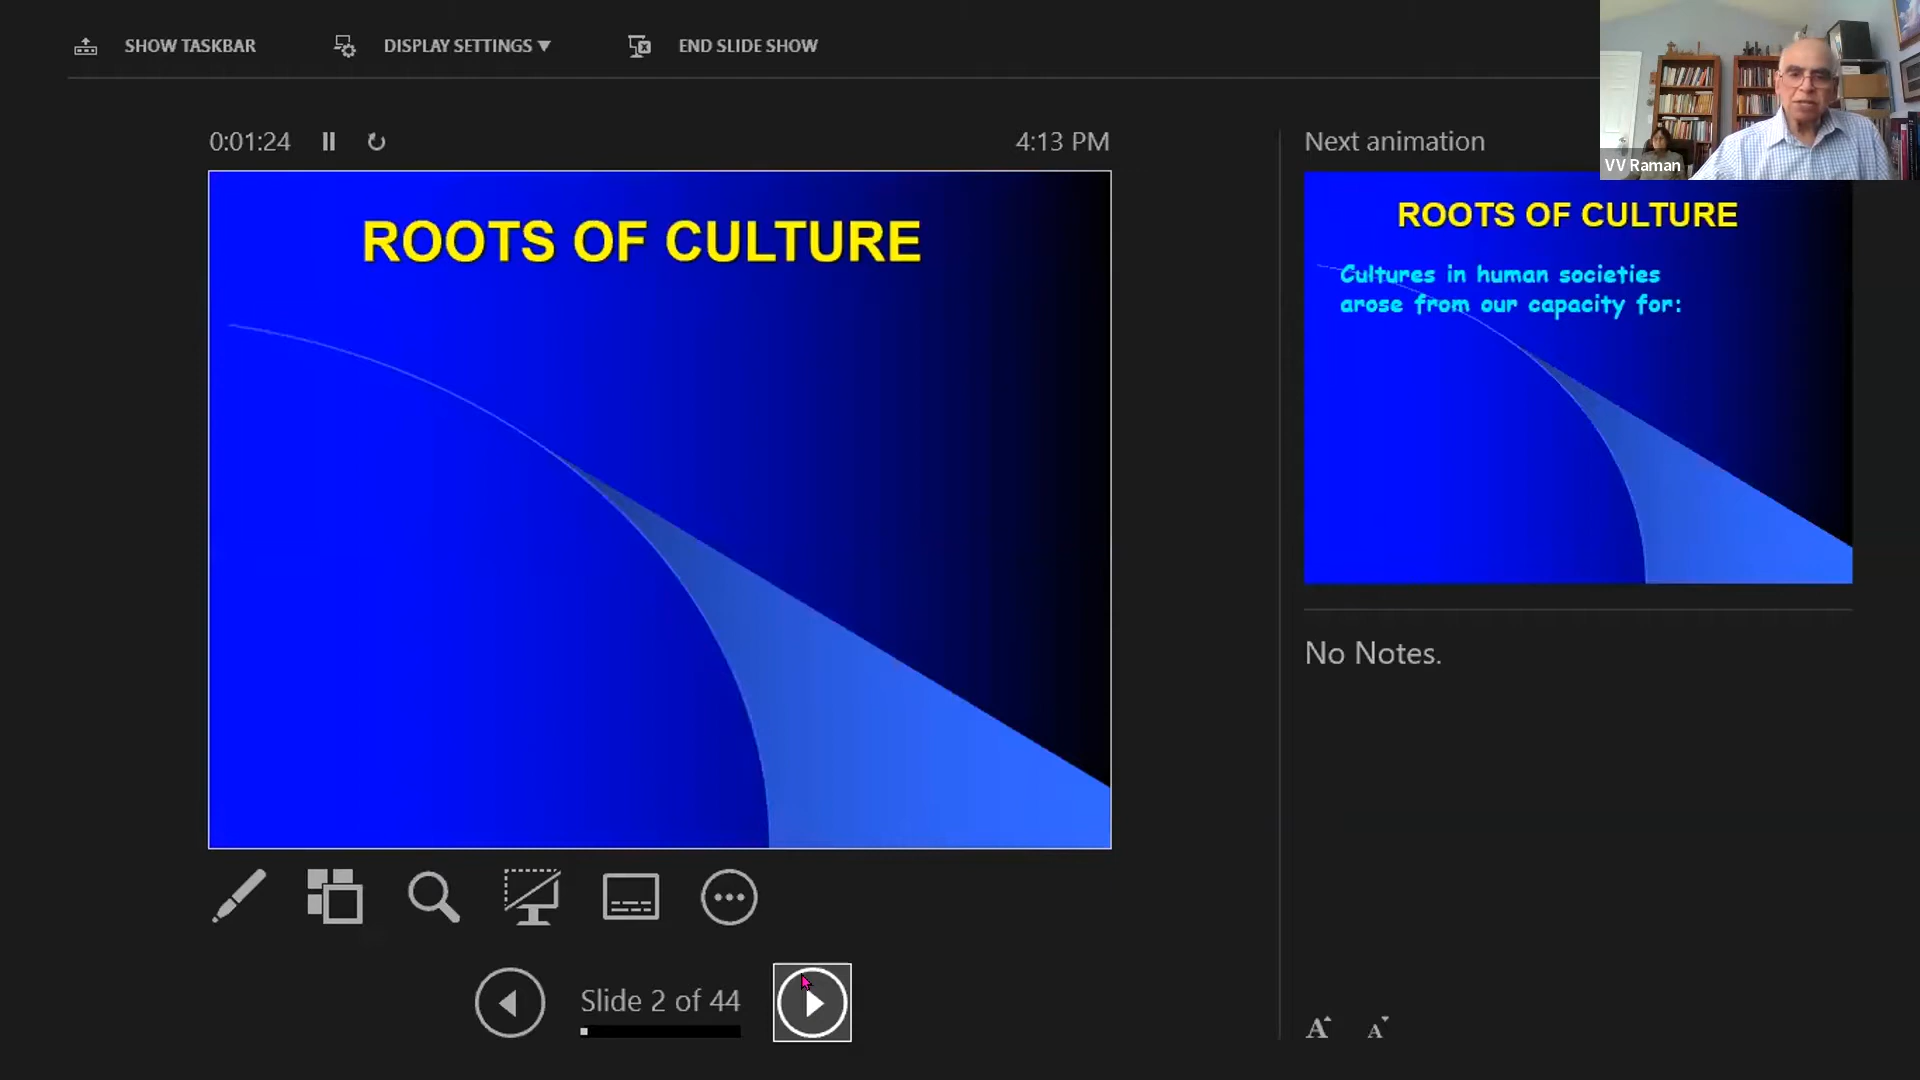 SHOW TASKBAR
DISPLAY SETTINGS ▼
END SLIDE SHOW
VV Raman
0:01:24
4:13 PM
ROOTS OF CULTURE
Next animation
ROOTS OF CULTURE
Cultures in human societies
arose from our capacity for:
No Notes.
Slide 2 of 44
A A